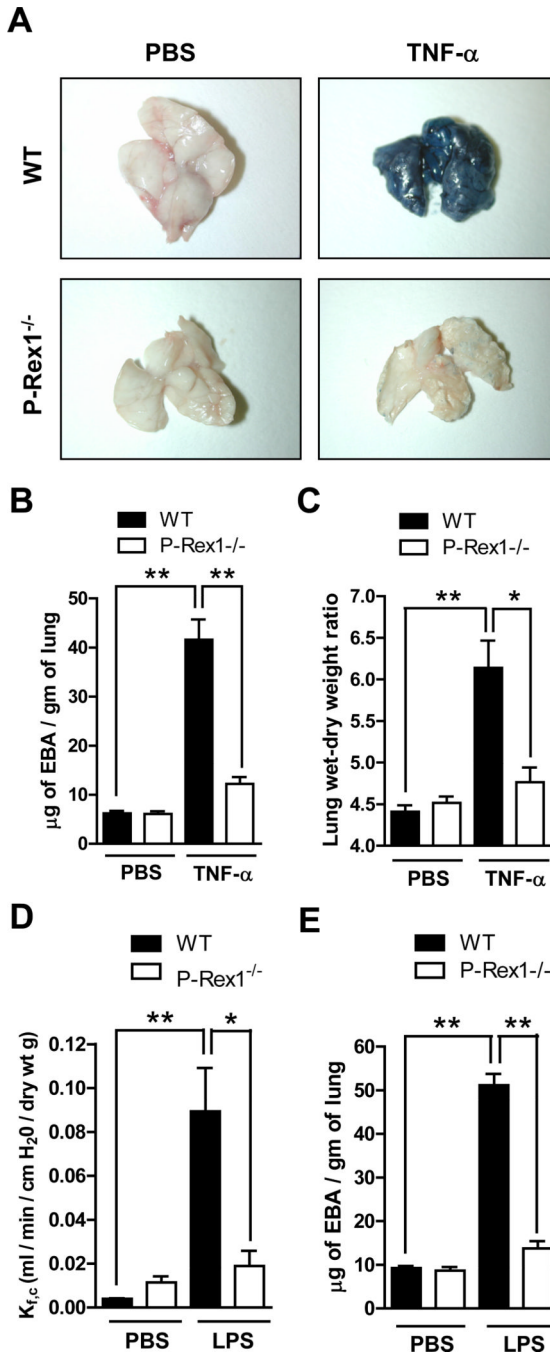 A
PBS
TNF-α
WT
P-Rex1-/-
B
WT
P-Rex1-/-
** **
µg of EBA / gm of lung
50
40
30
20
10
0
PBS
TNF-α
C
WT
P-Rex1-/-
** *
Lung wet-dry weight ratio
7.0
6.5
6.0
5.5
5.0
4.5
4.0
PBS
TNF-α
D
WT
P-Rex1-/-
** *
Kf,c (ml / min / cm H20 / dry wt g)
0.12
0.10
0.08
0.06
0.04
0.02
0.00
PBS
LPS
E
WT
P-Rex1-/-
** **
µg of EBA / gm of lung
60
50
40
30
20
10
0
PBS
LPS